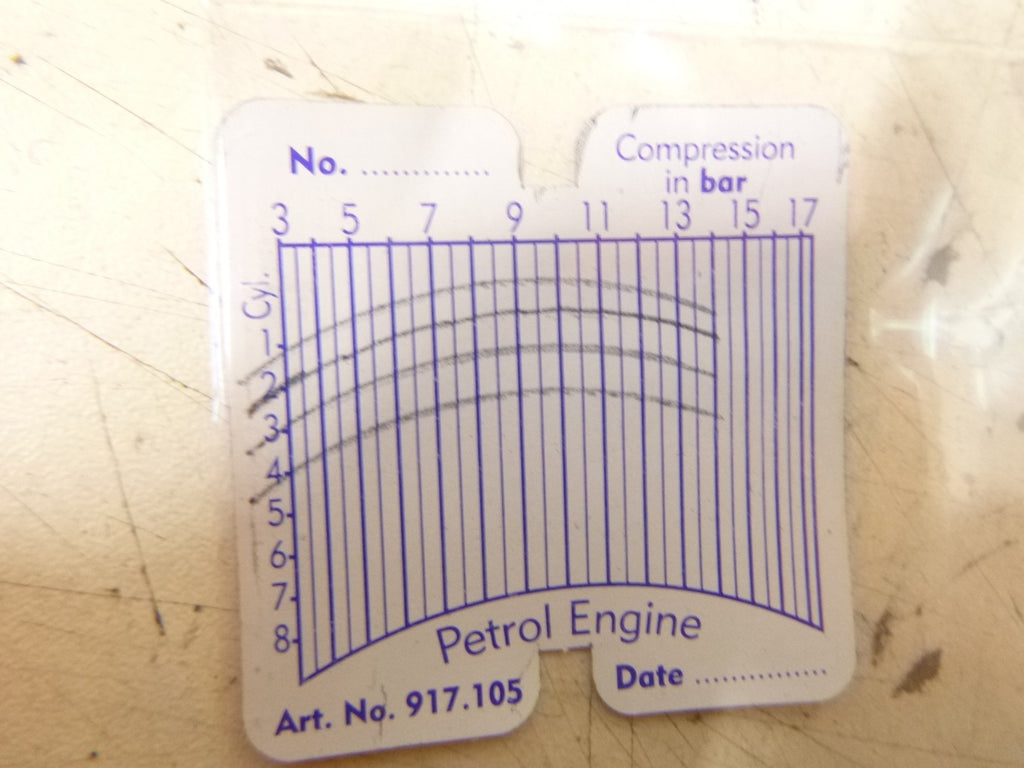 No. .............
Compression
in bar
3 5 7 9 11 13 15 17
Cyl.
1
2
3
4
5
6
7
8
Petrol Engine
Art. No. 917.105
Date ...............